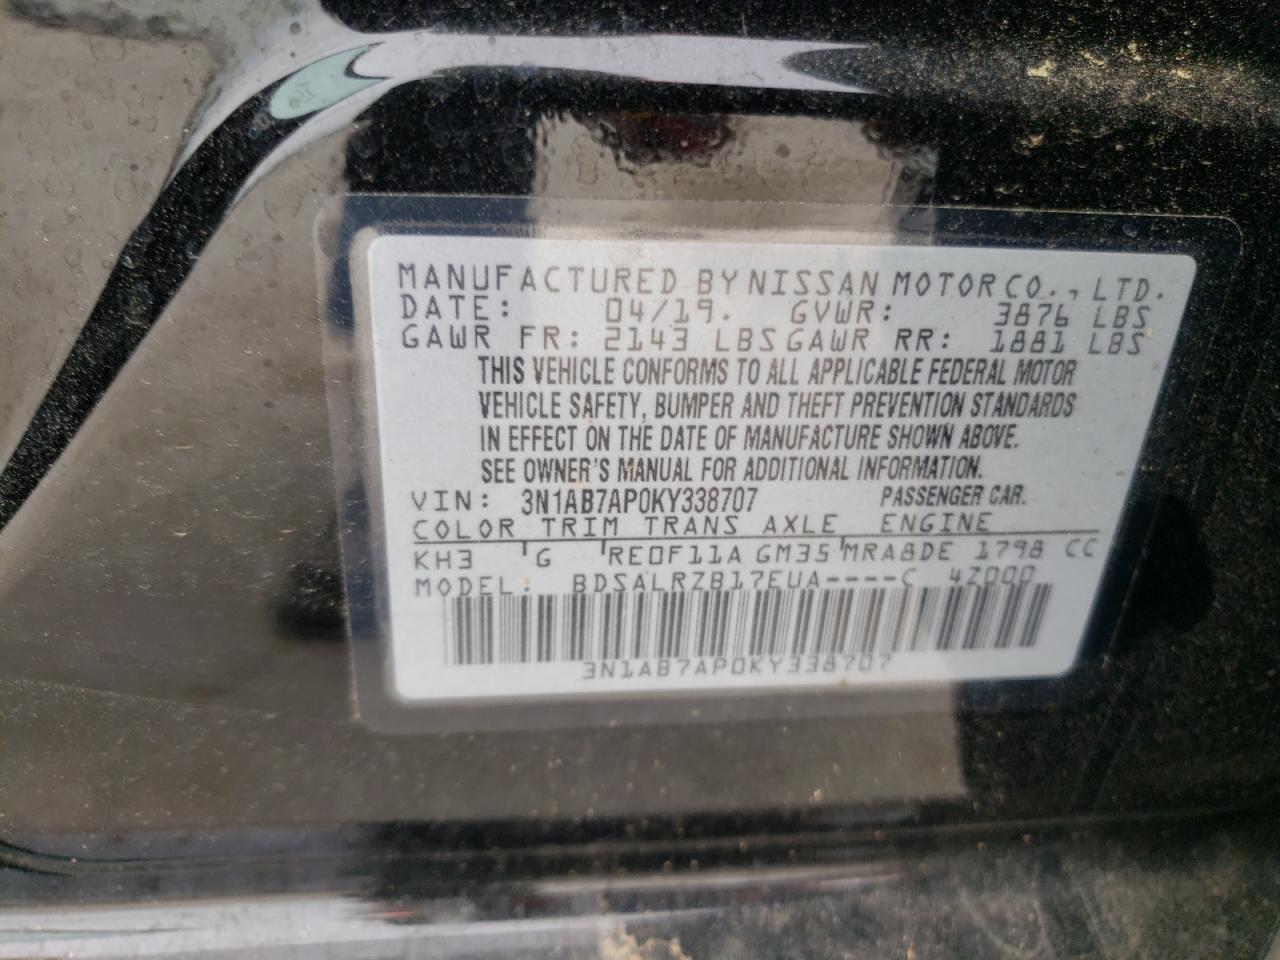 MANUFACTURED BY NISSAN MOTOR CO., LTD.
DATE: 04/19. GVWR: 3876 LBS
GAWR FR: 2143 LBS GAWR RR: 1881 LBS
THIS VEHICLE CONFORMS TO ALL APPLICABLE FEDERAL MOTOR
VEHICLE SAFETY, BUMPER AND THEFT PREVENTION STANDARDS
IN EFFECT ON THE DATE OF MANUFACTURE SHOWN ABOVE.
SEE OWNER'S MANUAL FOR ADDITIONAL INFORMATION.
VIN: 3N1AB7AP0KY338707 PASSENGER CAR.
COLOR TRIM TRANS AXLE ENGINE
KH3 G RE0F11A GM35 MRA8DE 1798 CC
MODEL: BDSALRZB17EUA----C 4Z000
3N1AB7AP0KY338707